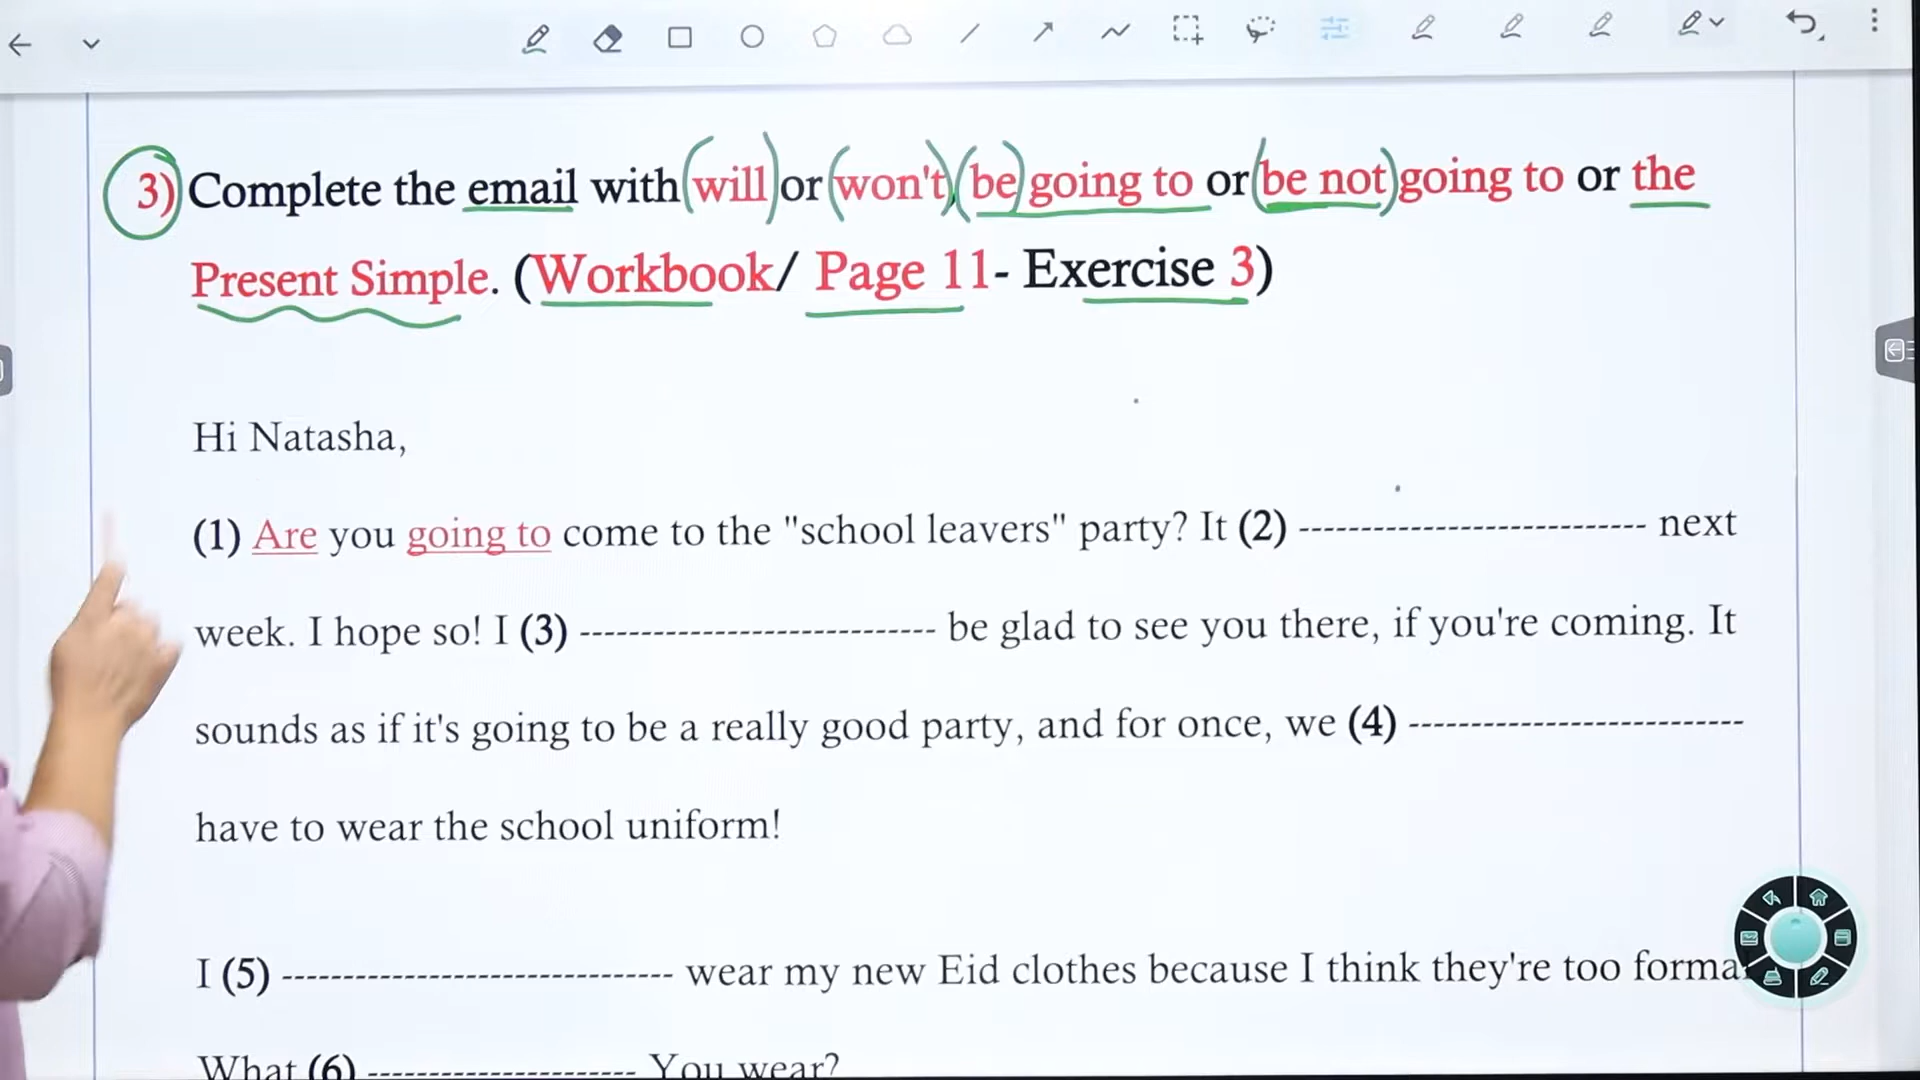 3) Complete the email with (will) or (won't), (be) going to or (be not) going to or the
Present Simple. (Workbook/ Page 11- Exercise 3)
Hi Natasha,
(1) Are you going to come to the "school leavers" party? It (2) -------------------------- next
week. I hope so! I (3) --------------------------- be glad to see you there, if you're coming. It
sounds as if it's going to be a really good party, and for once, we (4) -------------------------
have to wear the school uniform!
I (5) ----------------------------- wear my new Eid clothes because I think they're too forma
What (6) -------------------- You wear?